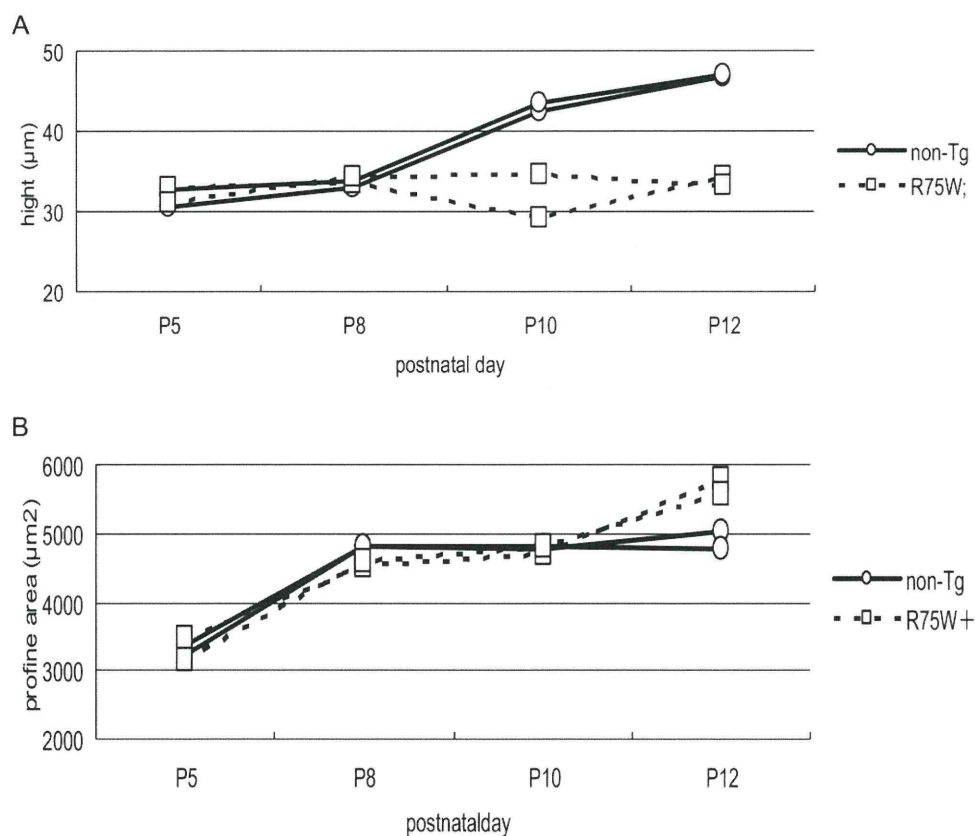 A
50
40
30
20
hight (µm)
P5 P8 P10 P12
postnatal day
non-Tg
R75W;
B
6000
5000
4000
3000
2000
profine area (µm2)
P5 P8 P10 P12
postnatalday
non-Tg
R75W+